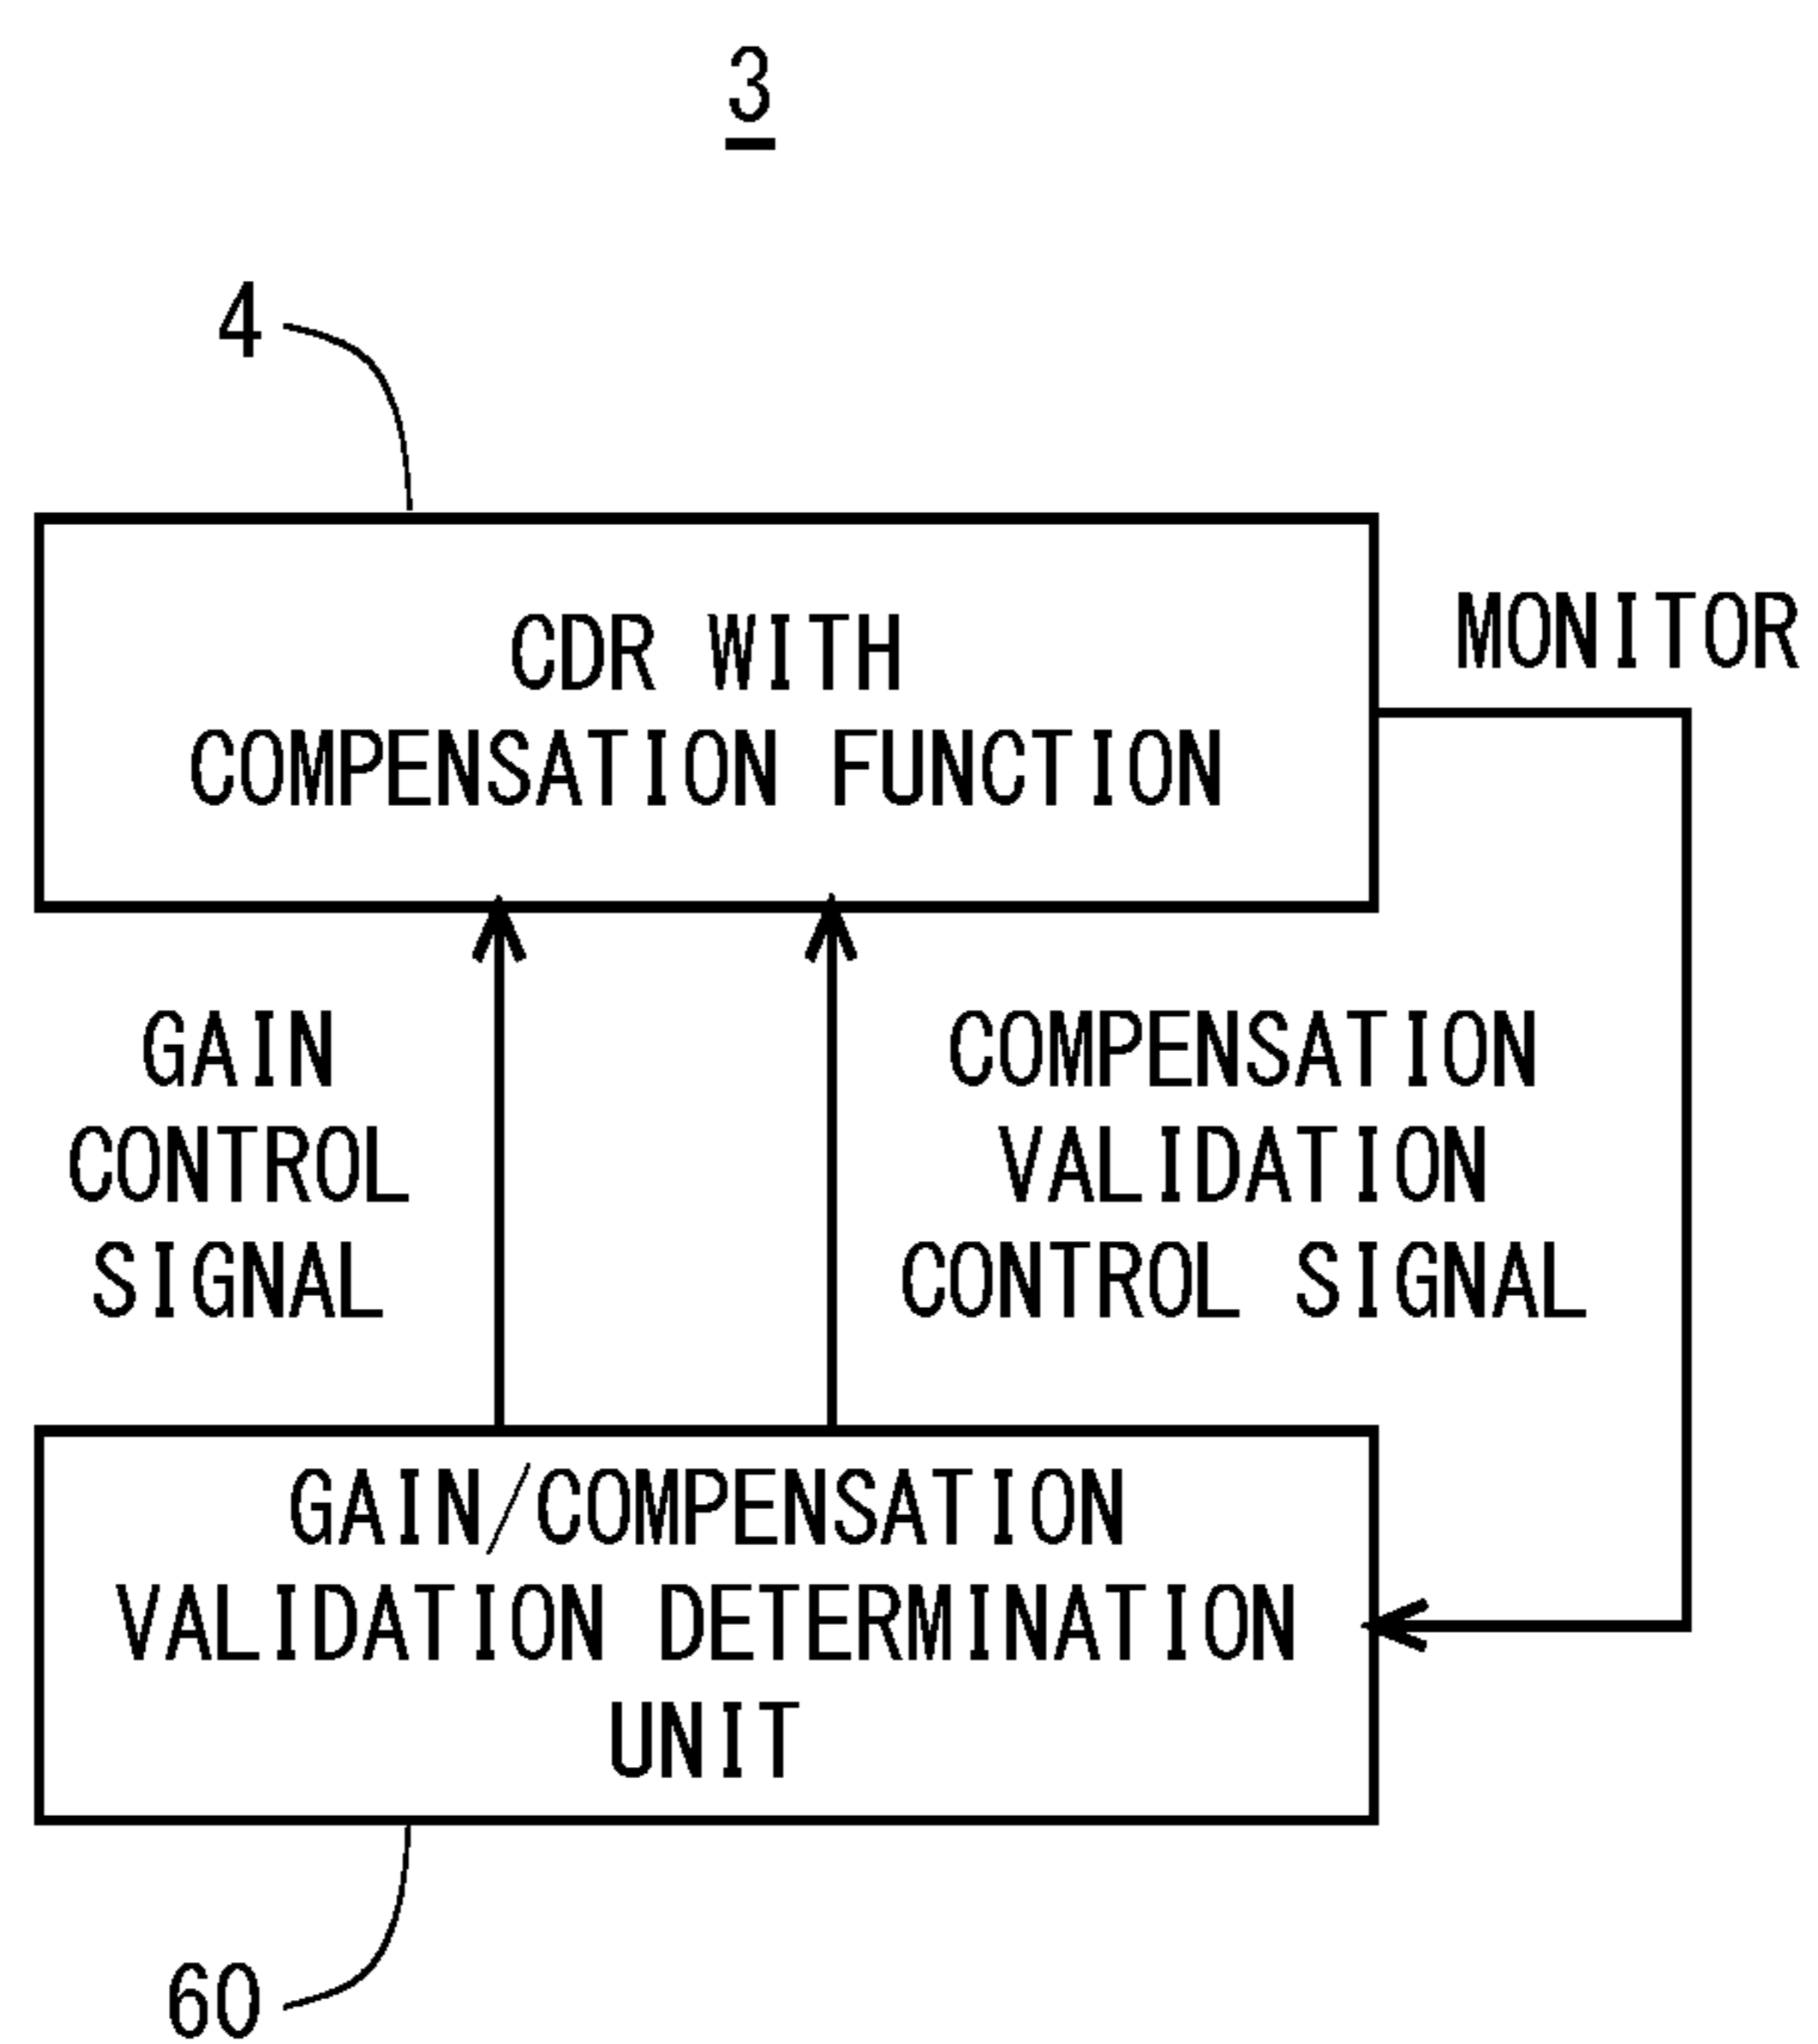 3
4
CDR WITH
COMPENSATION FUNCTION
MONITOR
GAIN
CONTROL
SIGNAL
COMPENSATION
VALIDATION
CONTROL SIGNAL
GAIN/COMPENSATION
VALIDATION DETERMINATION
UNIT
60